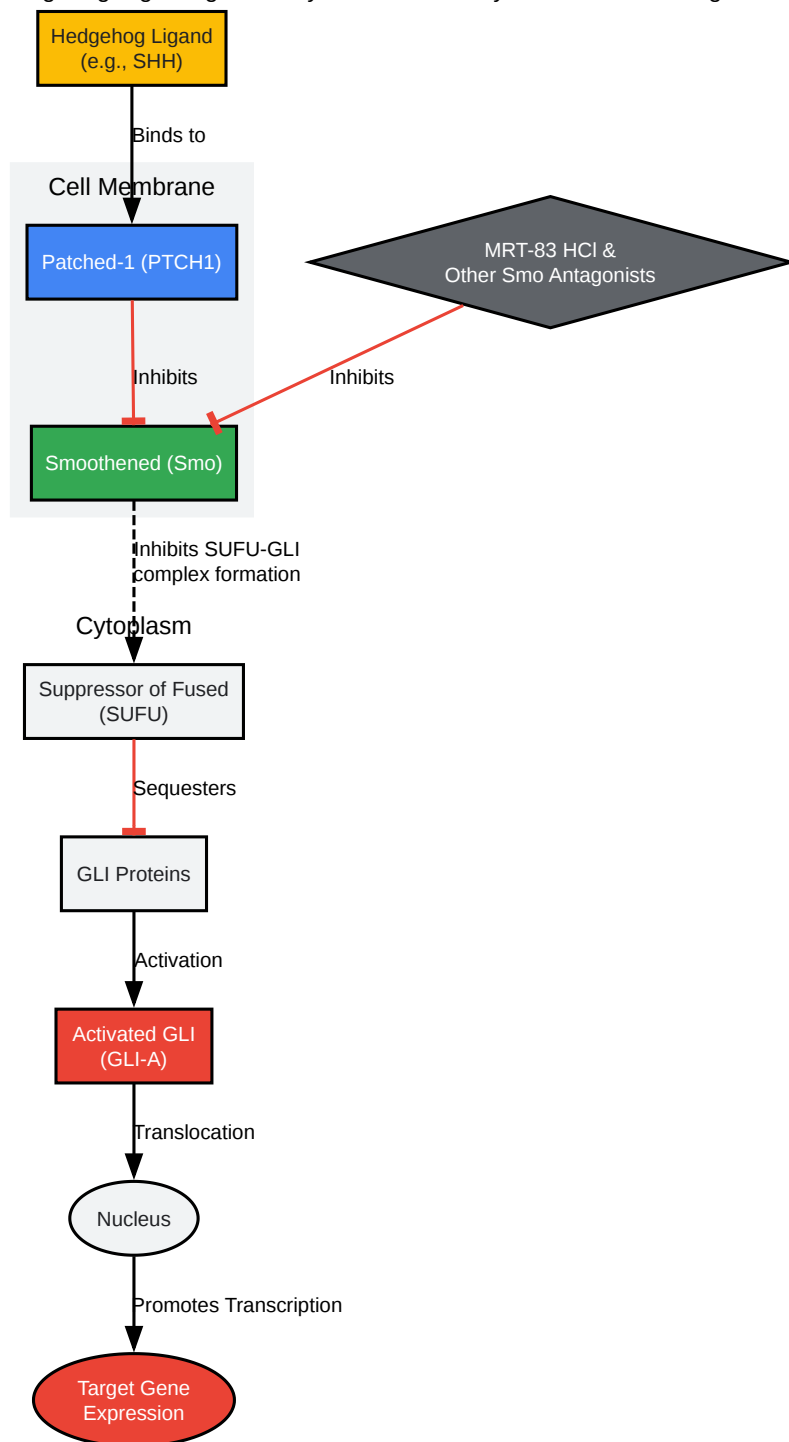 Hedgehog Ligand
(e.g., SHH)
Binds to
Cell Membrane
Patched-1 (PTCH1)
MRT-83 HCl &
Other Smo Antagonists
Inhibits
Inhibits
Smoothened (Smo)
Inhibits SUFU-GLI
complex formation
Cytoplasm
Suppressor of Fused
(SUFU)
Sequesters
GLI Proteins
Activation
Activated GLI
(GLI-A)
Translocation
Nucleus
Promotes Transcription
Target Gene
Expression